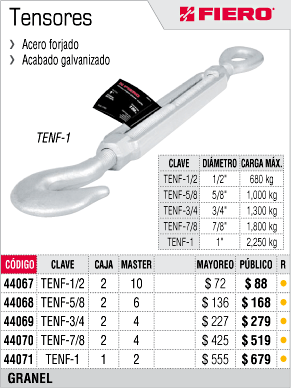 Tensores
FIERO®
❯ Acero forjado
❯ Acabado galvanizado
FIERO
TENF-1
CLAVE DIÁMETRO CARGA MÁX.
TENF-1/2 1/2" 680 kg
TENF-5/8 5/8" 1,000 kg
TENF-3/4 3/4" 1,300 kg
TENF-7/8 7/8" 1,800 kg
TENF-1 1" 2,250 kg
CÓDIGO CLAVE CAJA MASTER MAYOREO PÚBLICO R
44067 TENF-1/2 2 10 $ 72 $ 88
44068 TENF-5/8 2 6 $ 136 $ 168
44069 TENF-3/4 2 4 $ 227 $ 279
44070 TENF-7/8 2 4 $ 425 $ 519
44071 TENF-1 1 2 $ 555 $ 679
GRANEL